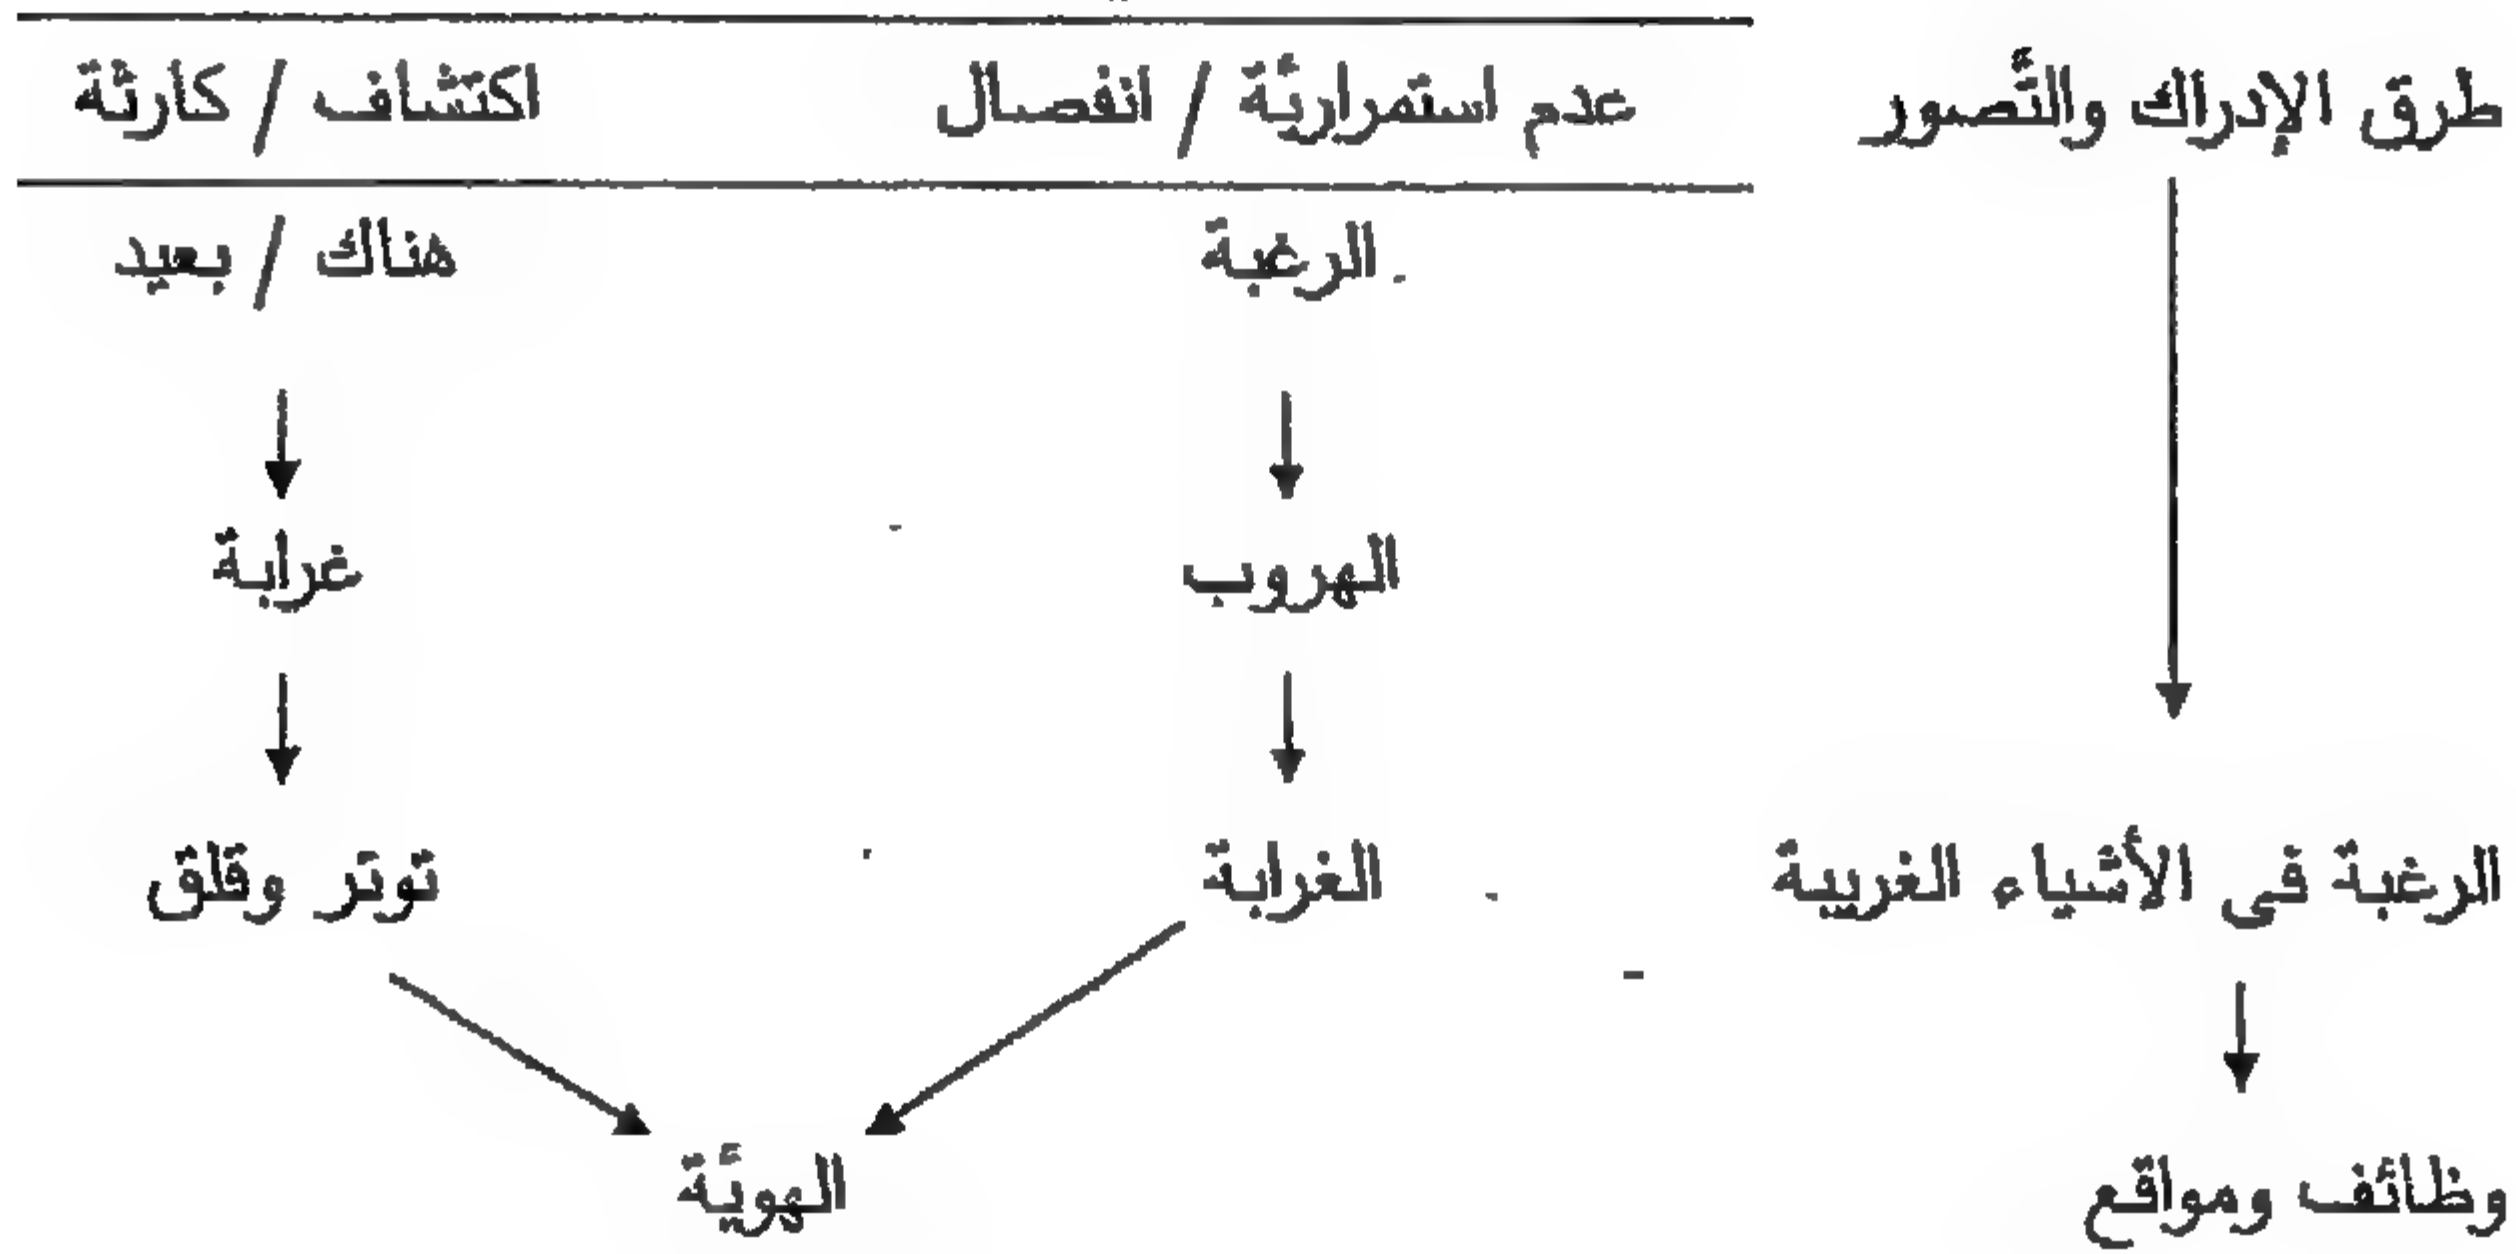 طرق الإدراك والتَّصور عدم استمراريَّة / انفصال اكتشاف / كارثة
الرغبة هناك / بعيد
الهروب غرابة
الرغبة فى الأشياء الغريبة الغرابة توتر وقلق
وظائف ومواقع الهويَّة